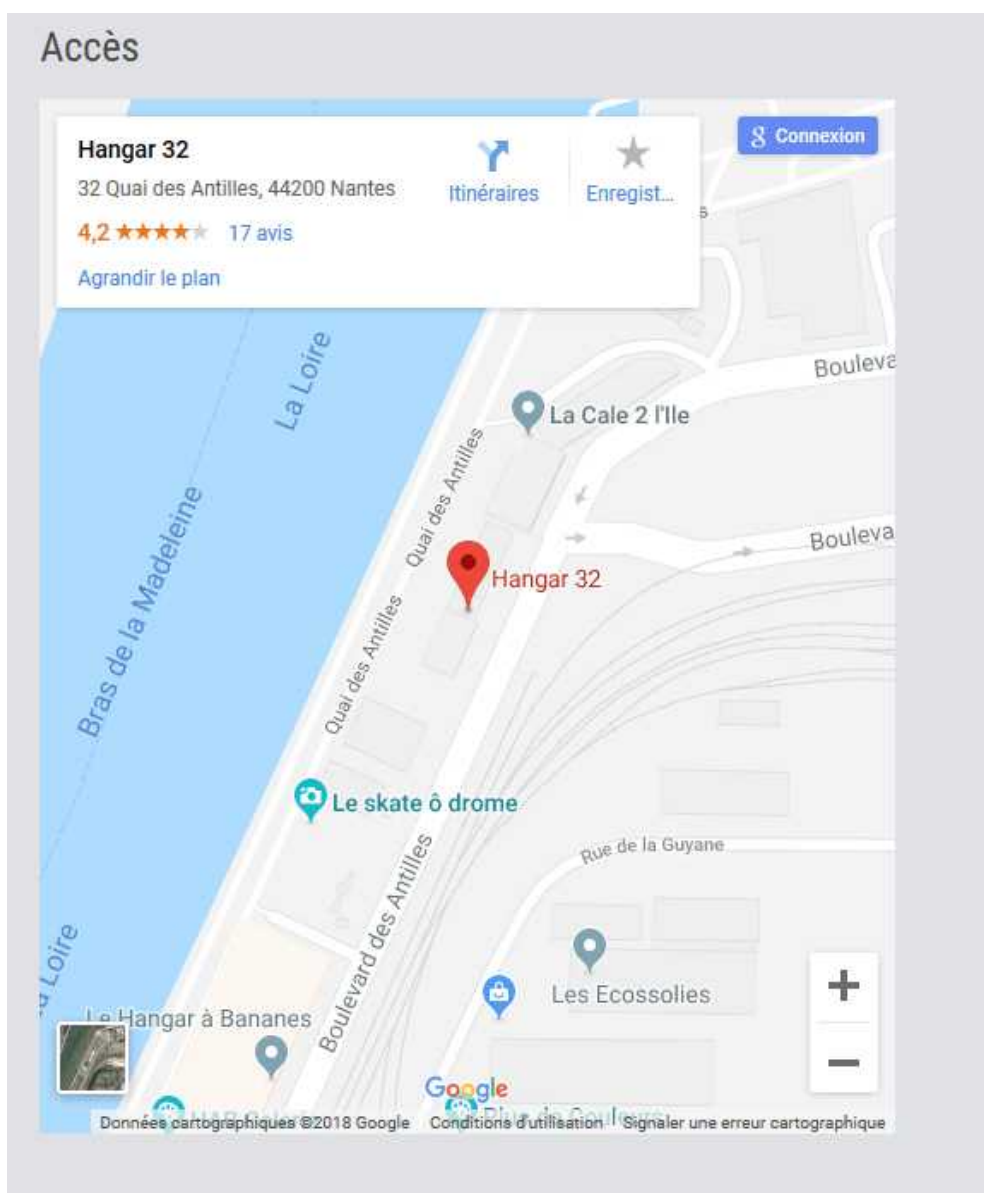 Accès
Hangar 32
32 Quai des Antilles, 44200 Nantes
4,2
17 avis
Agrandir le plan
Itinéraires
Enregist...
g Connexion
s
La Loire
Bouleva
La Cale 2 l'Ile
Quai des Antilles
Bras de la Madeleine
Bouleva
Hangar 32
Quai des Antilles
Le skate ô drome
Rue de la Guyane
Boulevard des Antilles
Loire
Les Ecossolies
Le Hangar à Bananes
Google
Données cartographiques ©2018 Google
Conditions d'utilisation
Signaler une erreur cartographique